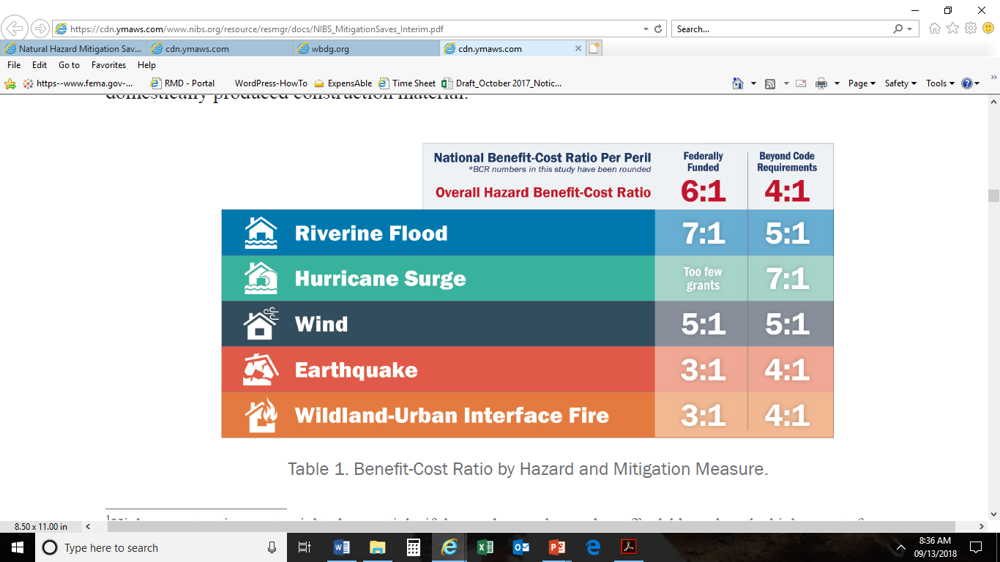 https://cdn.ymaws.com/www.nibs.org/resource/resmgr/docs/NIBS_MitigationSaves_Interim.pdf
Search...
Natural Hazard Mitigation Sav...
cdn.ymaws.com
wbdg.org
cdn.ymaws.com
File Edit Go to Favorites Help
https--www.fema.gov-... RMD - Portal WordPress-HowTo ExpensAble Time Sheet Draft_October 2017_Notic... Page Safety Tools
domestically produced construction material.
National Benefit-Cost Ratio Per Peril
*BCR numbers in this study have been rounded
Federally
Funded
Beyond Code
Requirements
Overall Hazard Benefit-Cost Ratio 6:1 4:1
Riverine Flood 7:1 5:1
Hurricane Surge Too few
grants 7:1
Wind 5:1 5:1
Earthquake 3:1 4:1
Wildland-Urban Interface Fire 3:1 4:1
Table 1. Benefit-Cost Ratio by Hazard and Mitigation Measure.
8.50 x 11.00 in
Type here to search
8:36 AM
09/13/2018